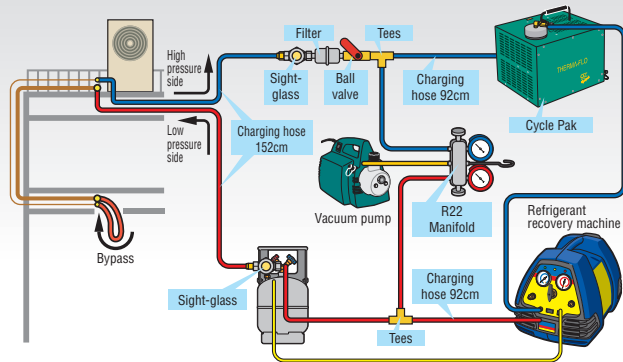 High
pressure
side
Filter
Tees
Sight-
glass
Ball
valve
Charging
hose 92cm
THERMAFLO
Cycle Pak
Low
pressure
side
Charging hose
152cm
Vacuum pump
R22
Manifold
Refrigerant
recovery machine
Bypass
Sight-glass
Charging
hose 92cm
Tees